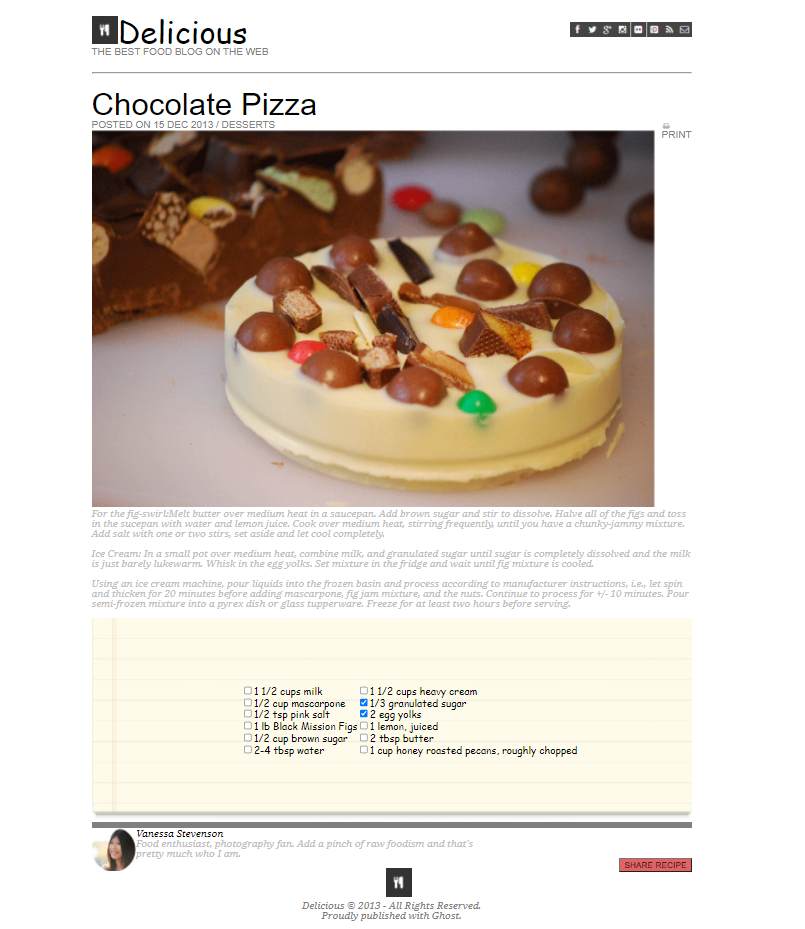 Delicious
THE BEST FOOD BLOG ON THE WEB
Chocolate Pizza
POSTED ON 15 DEC 2013 / DESSERTS
PRINT
For the fig-swirl:Melt butter over medium heat in a saucepan. Add brown sugar and stir to dissolve. Halve all of the figs and toss
in the sucepan with water and lemon juice. Cook over medium heat, stirring frequently, until you have a chunky-jammy mixture.
Add salt with one or two stirs, set aside and let cool completely.
Ice Cream: In a small pot over medium heat, combine milk, and granulated sugar until sugar is completely dissolved and the milk
is just barely lukewarm. Whisk in the egg yolks. Set mixture in the fridge and wait until fig mixture is cooled.
Using an ice cream machine, pour liquids into the frozen basin and process according to manufacturer instructions, i.e., let spin
and thicken for 20 minutes before adding mascarpone, fig jam mixture, and the nuts. Continue to process for +/- 10 minutes. Pour
semi-frozen mixture into a pyrex dish or glass tupperware. Freeze for at least two hours before serving.
1 1/2 cups milk 1 1/2 cups heavy cream
1/2 cup mascarpone 1/3 granulated sugar
1/2 tsp pink salt 2 egg yolks
1 lb Black Mission Figs 1 lemon, juiced
1/2 cup brown sugar 2 tbsp butter
2-4 tbsp water 1 cup honey roasted pecans, roughly chopped
Vanessa Stevenson
Food enthusiast, photography fan. Add a pinch of raw foodism and that's
pretty much who I am.
SHARE RECIPE
Delicious © 2013 - All Rights Reserved.
Proudly published with Ghost.